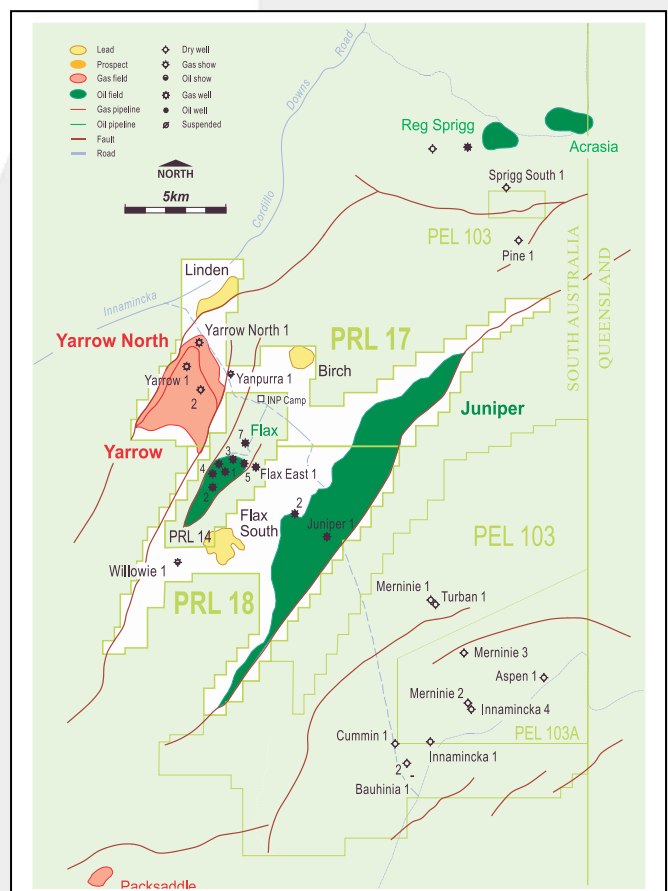 Lead
Prospect
Gas field
Oil field
Gas pipeline
Oil pipeline
Fault
Road
Dry well
Gas show
Oil show
Gas well
Oil well
Suspended
NORTH
5km
Cordillo Downs Road
Reg Sprigg
Acrasia
Sprigg South 1
PEL 103
Pine 1
SOUTH AUSTRALIA
QUEENSLAND
Linden
Innamincka
Yarrow North
Yarrow North 1
PRL 17
Yarrow 1
Yanpurra 1
Birch
2
INP Camp
Juniper
Yarrow
7
Flax
3
4
1
5
Flax East 1
2
2
Flax
South
Juniper 1
PRL 14
PEL 103
Willowie 1
PRL 18
Merninie 1
Turban 1
Merninie 3
Aspen 1
Merninie 2
Innamincka 4
Cummin 1
PEL 103A
Innamincka 1
2
Bauhinia 1
Packsaddle